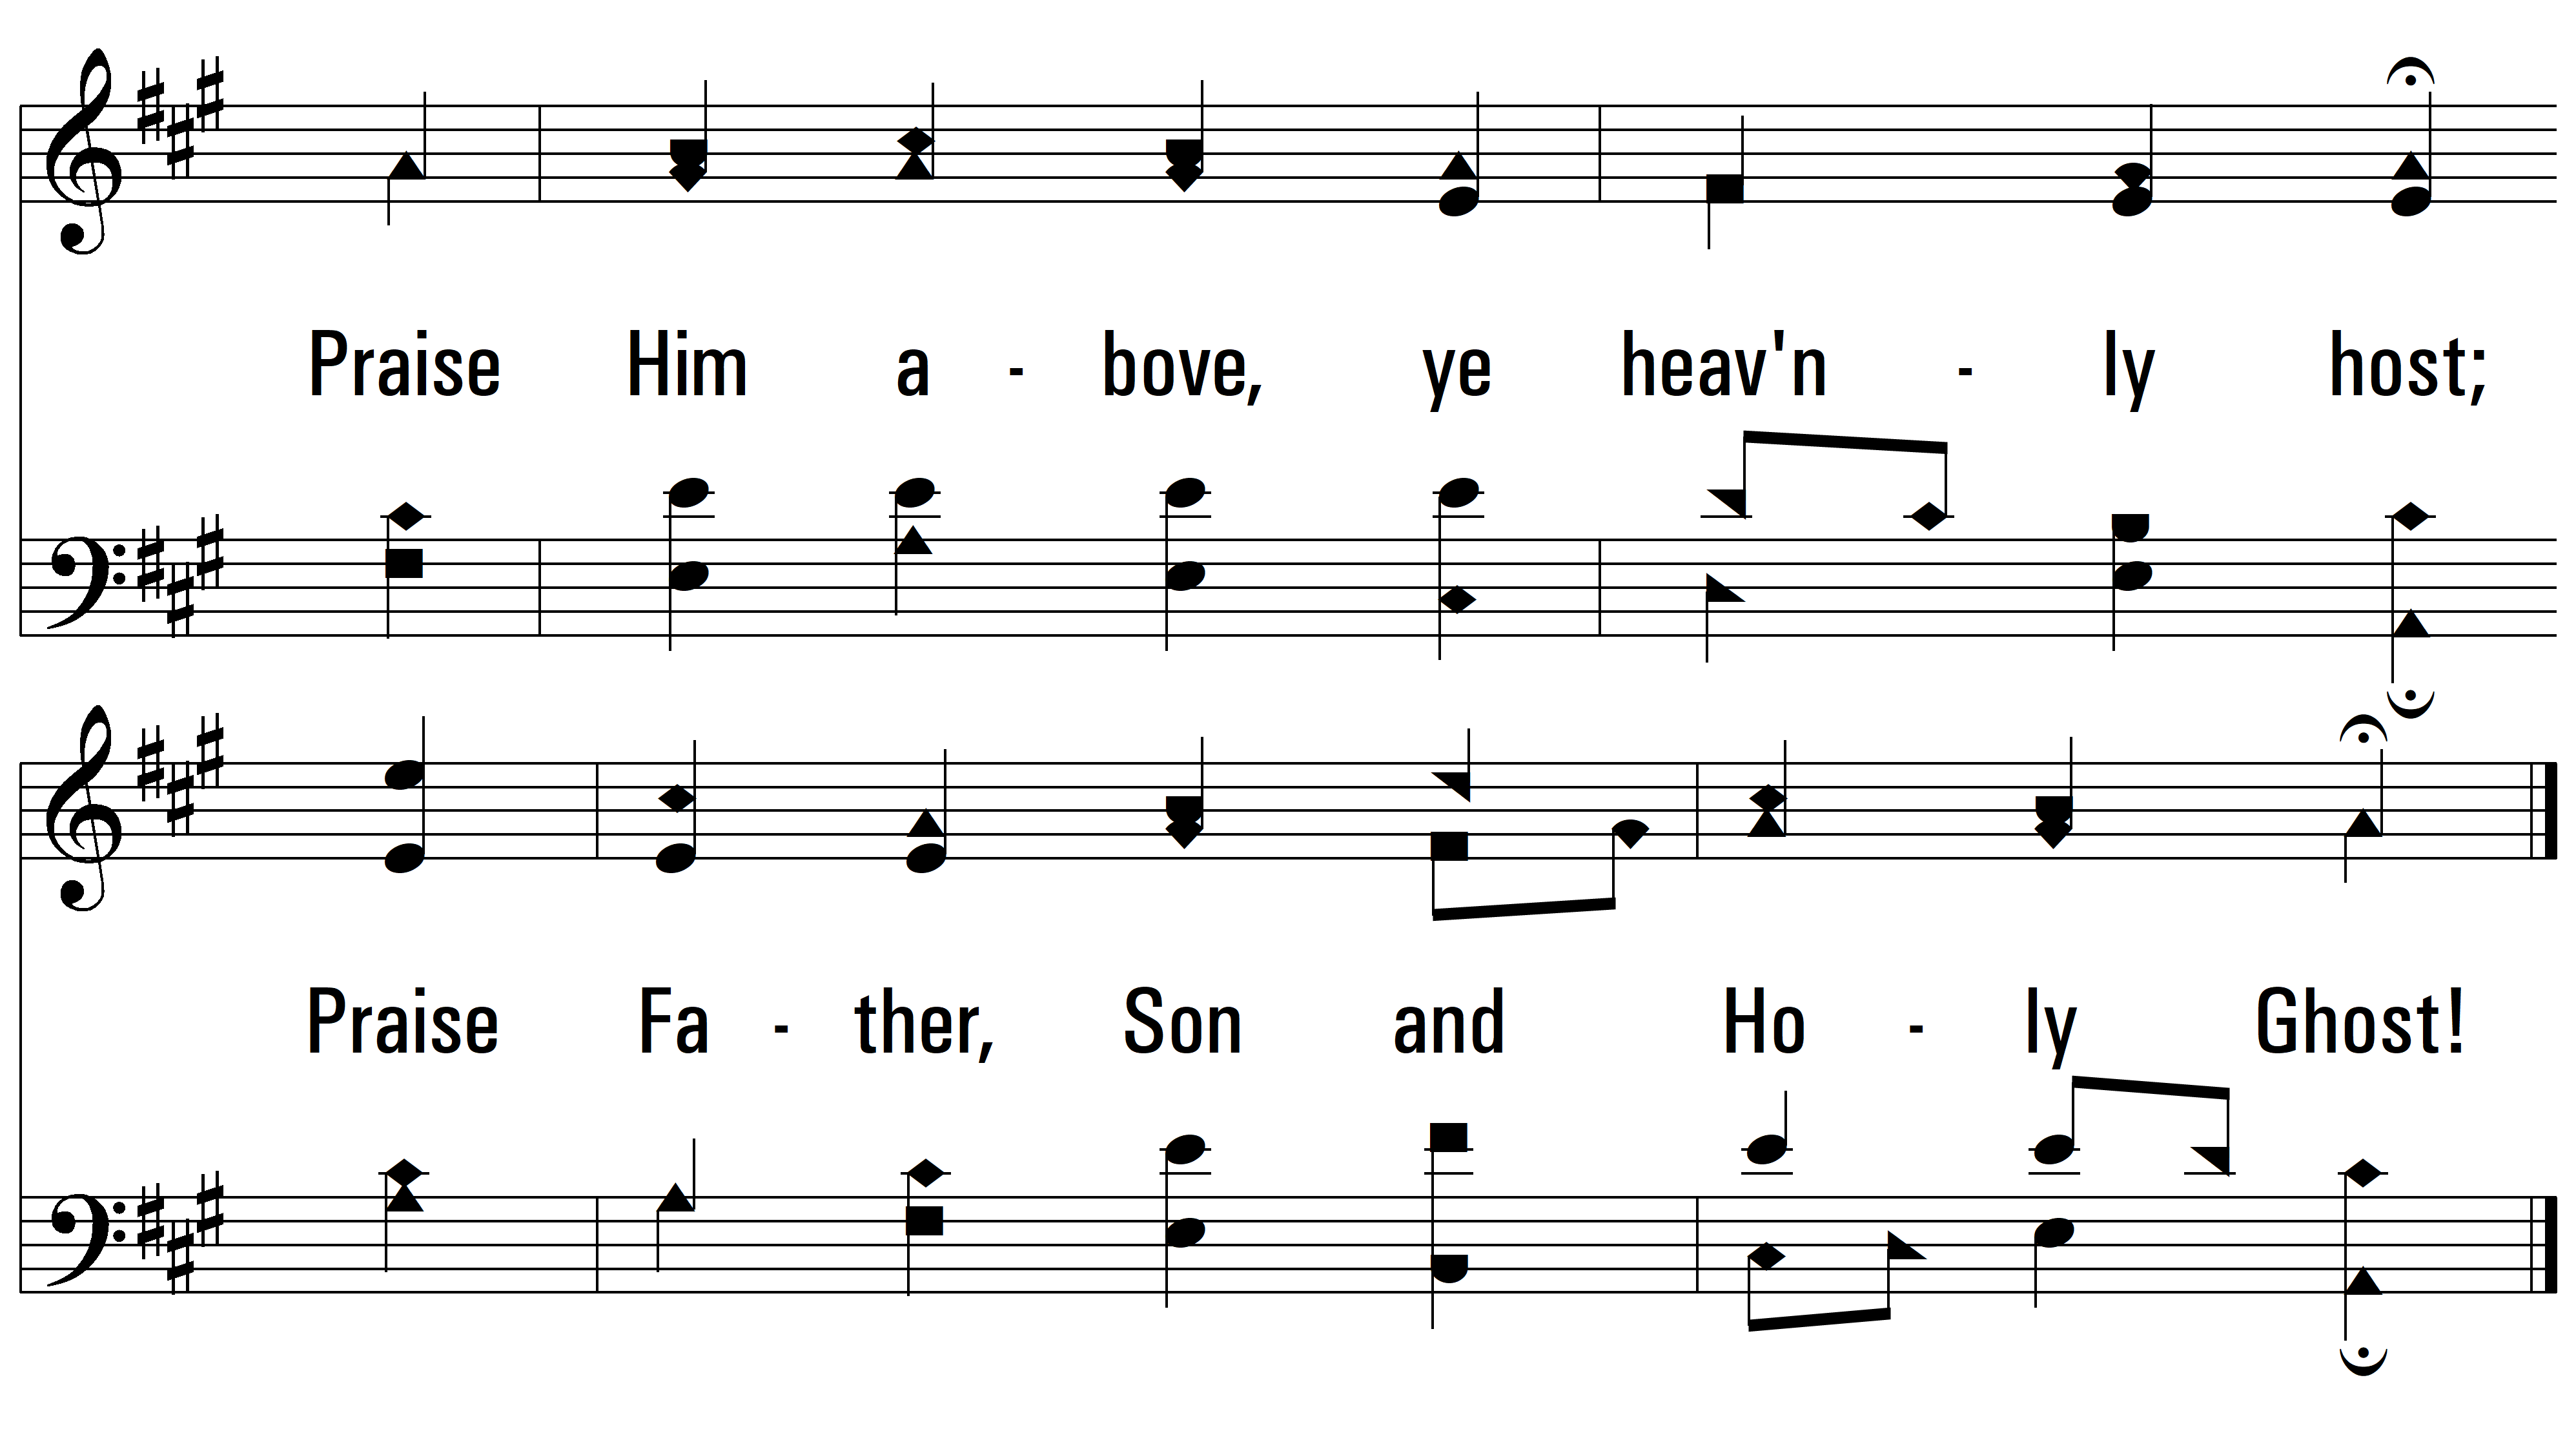 Praise Him a - bove, ye heav'n - ly host;
Praise Fa - ther, Son and Ho - ly Ghost!